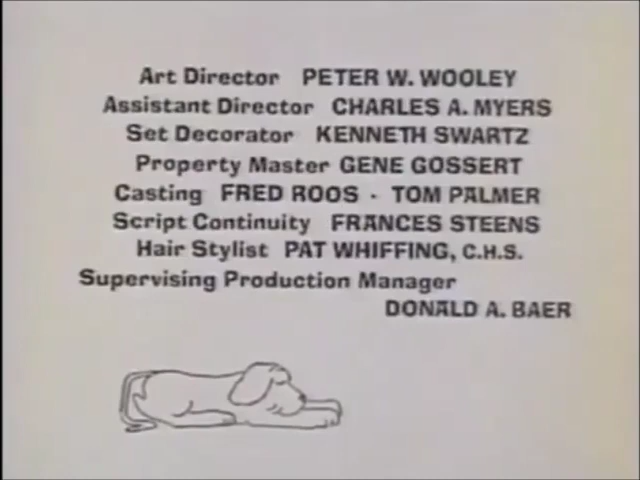 Art Director PETER W. WOOLEY
Assistant Director CHARLES A. MYERS
Set Decorator KENNETH SWARTZ
Property Master GENE GOSSERT
Casting FRED ROOS - TOM PALMER
Script Continuity FRANCES STEENS
Hair Stylist PAT WHIFFING, C.H.S.
Supervising Production Manager
DONALD A. BAER